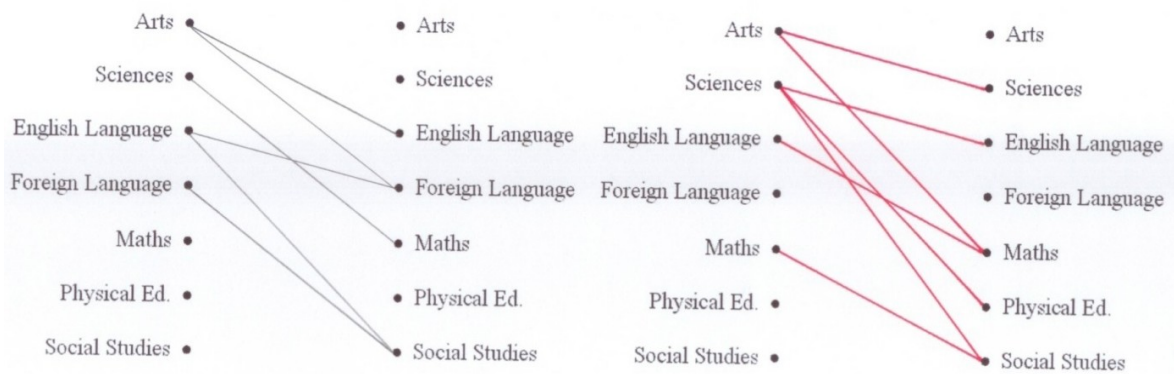 Arts
Sciences
English Language
Foreign Language
Maths
Physical Ed.
Social Studies
Arts
Sciences
English Language
Foreign Language
Maths
Physical Ed.
Social Studies
Arts
Sciences
English Language
Foreign Language
Maths
Physical Ed.
Social Studies
Arts
Sciences
English Language
Foreign Language
Maths
Physical Ed.
Social Studies